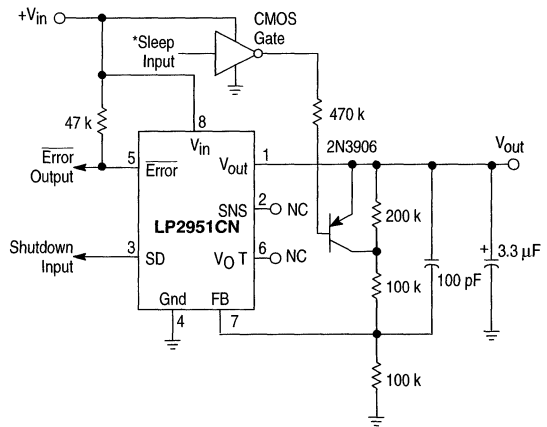 +Vin
*Sleep
Input
CMOS
Gate
47 k
470 k
8
Vin
2N3906
Error
Output
5
Error
Vout
1
Vout
SNS
2
NC
200 k
LP2951CN
Shutdown
Input
3
SD
VO T
6
NC
100 k
100 pF
+
3.3 µF
Gnd
FB
4
7
100 k